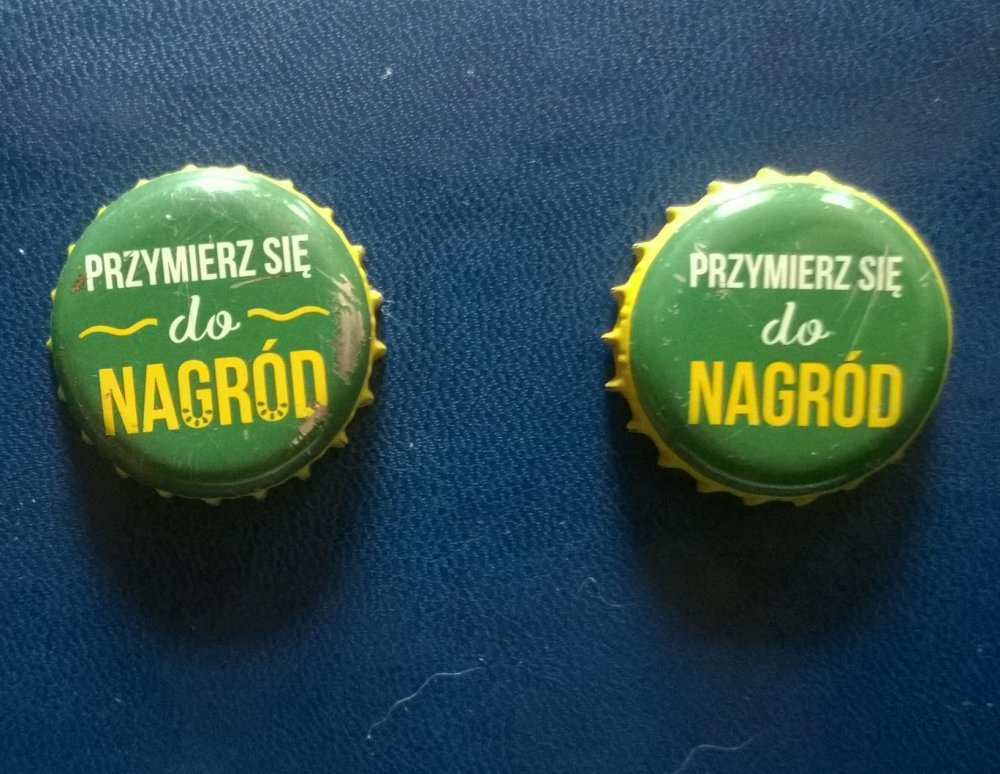 PRZYMIERZ SIĘ
do
NAGRÓD
PRZYMIERZ SIĘ
do
NAGRÓD